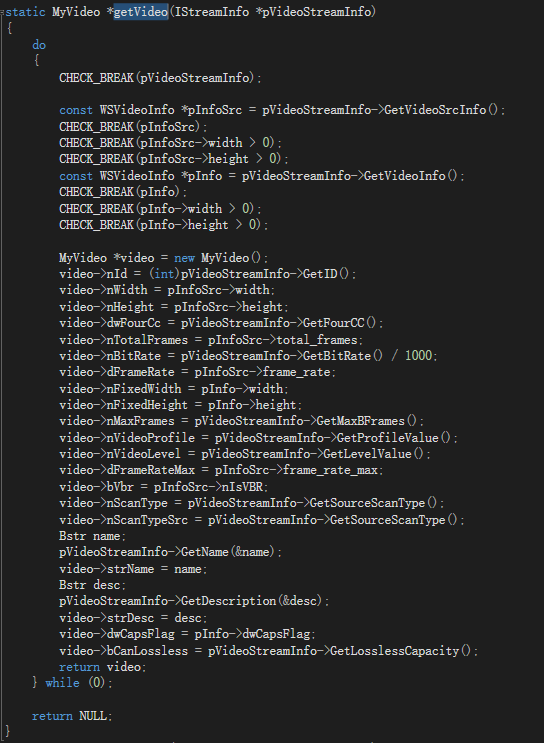 static MyVideo *getVideo(IStreamInfo *pVideoStreamInfo)
{
    do
    {
        CHECK_BREAK(pVideoStreamInfo);

        const WSVideoInfo *pInfoSrc = pVideoStreamInfo->GetVideoSrcInfo();
        CHECK_BREAK(pInfoSrc);
        CHECK_BREAK(pInfoSrc->width > 0);
        CHECK_BREAK(pInfoSrc->height > 0);
        const WSVideoInfo *pInfo = pVideoStreamInfo->GetVideoInfo();
        CHECK_BREAK(pInfo);
        CHECK_BREAK(pInfo->width > 0);
        CHECK_BREAK(pInfo->height > 0);

        MyVideo *video = new MyVideo();
        video->nId = (int)pVideoStreamInfo->GetID();
        video->nWidth = pInfoSrc->width;
        video->nHeight = pInfoSrc->height;
        video->dwFourCc = pVideoStreamInfo->GetFourCC();
        video->nTotalFrames = pInfoSrc->total_frames;
        video->nBitRate = pVideoStreamInfo->GetBitRate() / 1000;
        video->dFrameRate = pInfoSrc->frame_rate;
        video->nFixedWidth = pInfo->width;
        video->nFixedHeight = pInfo->height;
        video->nMaxFrames = pVideoStreamInfo->GetMaxBFrames();
        video->nVideoProfile = pVideoStreamInfo->GetProfileValue();
        video->nVideoLevel = pVideoStreamInfo->GetLevelValue();
        video->dFrameRateMax = pInfoSrc->frame_rate_max;
        video->bVbr = pInfoSrc->nIsVBR;
        video->nScanType = pVideoStreamInfo->GetSourceScanType();
        video->nScanTypeSrc = pVideoStreamInfo->GetSourceScanType();
        Bstr name;
        pVideoStreamInfo->GetName(&name);
        video->strName = name;
        Bstr desc;
        pVideoStreamInfo->GetDescription(&desc);
        video->strDesc = desc;
        video->dwCapsFlag = pInfo->dwCapsFlag;
        video->bCanLossless = pVideoStreamInfo->GetLosslessCapacity();
        return video;
    } while (0);

    return NULL;
}